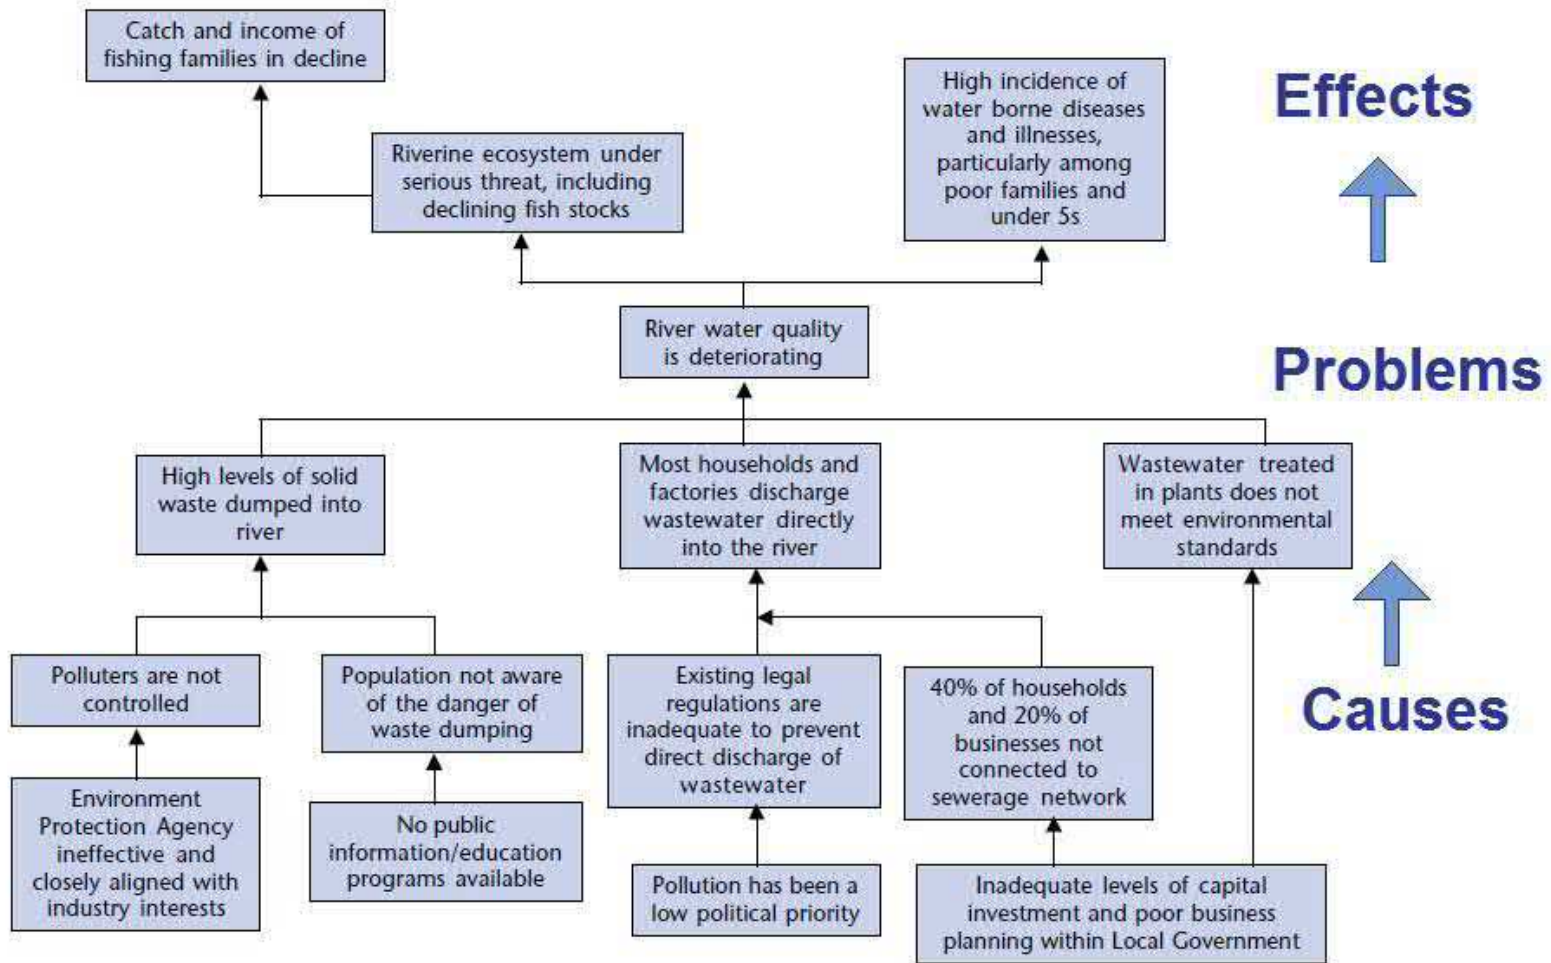 Catch and income of
fishing families in decline
High incidence of
water borne diseases
and illnesses,
particularly among
poor families and
under 5s
Effects
Riverine ecosystem under
serious threat, including
declining fish stocks
River water quality
is deteriorating
Problems
High levels of solid
waste dumped into
river
Most households and
factories discharge
wastewater directly
into the river
Wastewater treated
in plants does not
meet environmental
standards
Polluters are not
controlled
Population not aware
of the danger of
waste dumping
Existing legal
regulations are
inadequate to prevent
direct discharge of
wastewater
40% of households
and 20% of
businesses not
connected to
sewerage network
Causes
Environment
Protection Agency
ineffective and
closely aligned with
industry interests
No public
information/education
programs available
Pollution has been a
low political priority
Inadequate levels of capital
investment and poor business
planning within Local Government